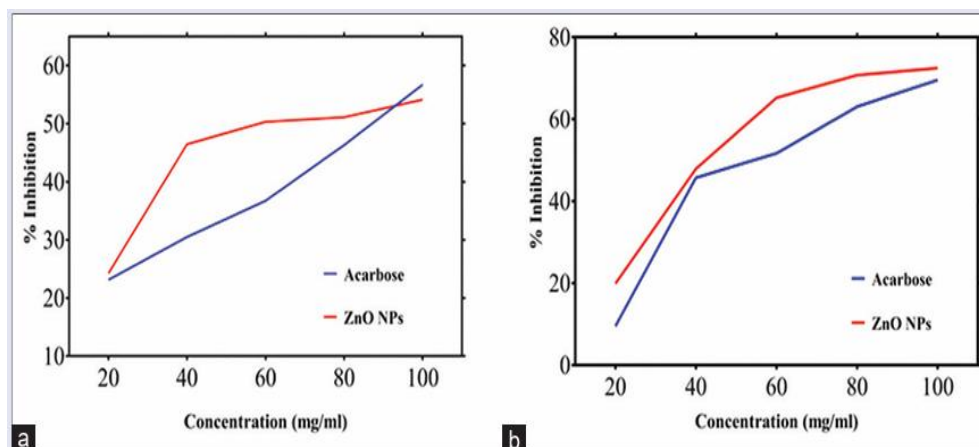 60
50
40
30
20
10
% Inhibition
Acarbose
ZnO NPs
20 40 60 80 100
Concentration (mg/ml)
a
80
60
40
20
0
% Inhibition
Acarbose
ZnO NPs
20 40 60 80 100
Concentration (mg/ml)
b